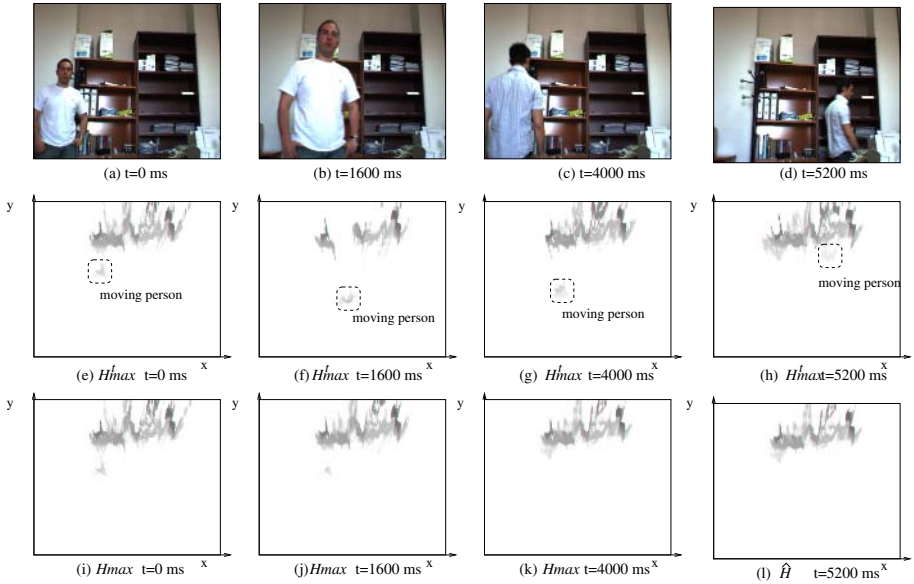 (a) t=0 ms
(b) t=1600 ms
(c) t=4000 ms
(d) t=5200 ms
y
y
y
y
moving person
moving person
moving person
moving person
x
x
x
x
(e) Hmax^t t=0 ms
(f) Hmax^t t=1600 ms
(g) Hmax^t t=4000 ms
(h) Hmax^t t=5200 ms
y
y
y
y
x
x
x
x
(i) Hmax t=0 ms
(j) Hmax t=1600 ms
(k) Hmax t=4000 ms
(l) Ĥ t=5200 ms